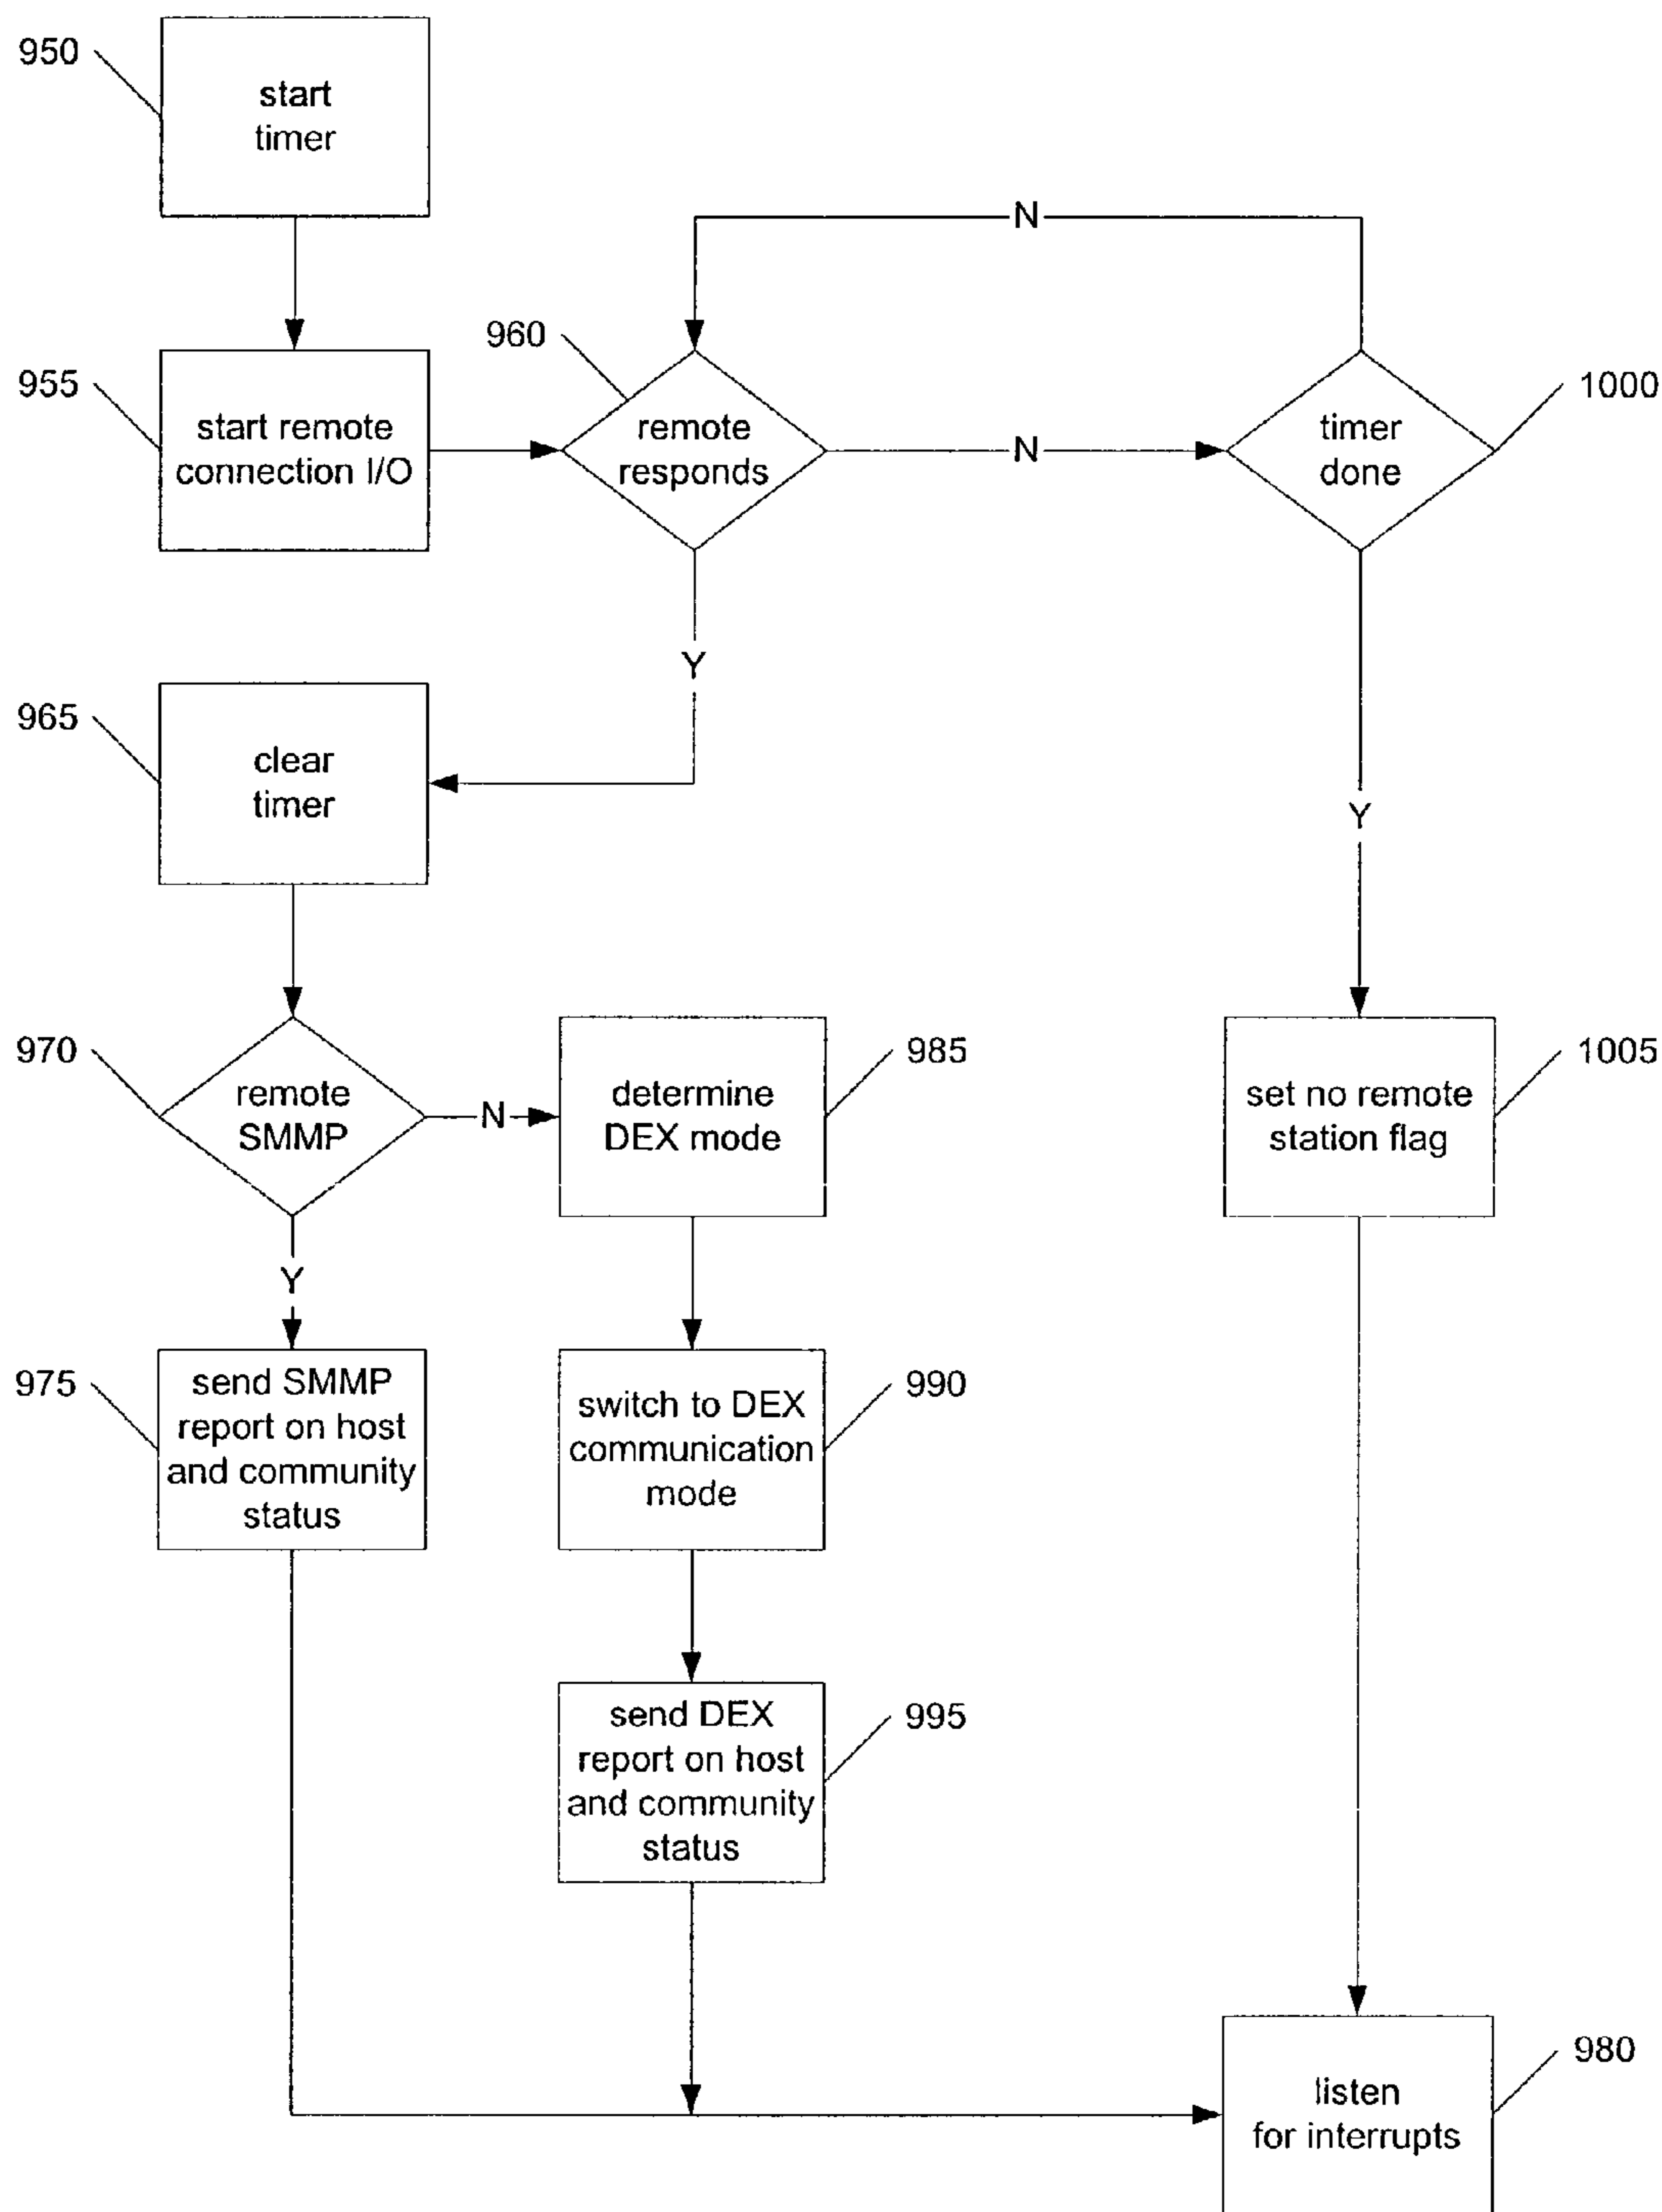 950
start
timer
N
960
955
start remote
connection I/O
remote
responds
N
timer
done
1000
Y
965
clear
timer
Y
970
remote
SMMP
N
determine
DEX mode
985
set no remote
station flag
1005
Y
975
send SMMP
report on host
and community
status
switch to DEX
communication
mode
990
send DEX
report on host
and community
status
995
listen
for interrupts
980